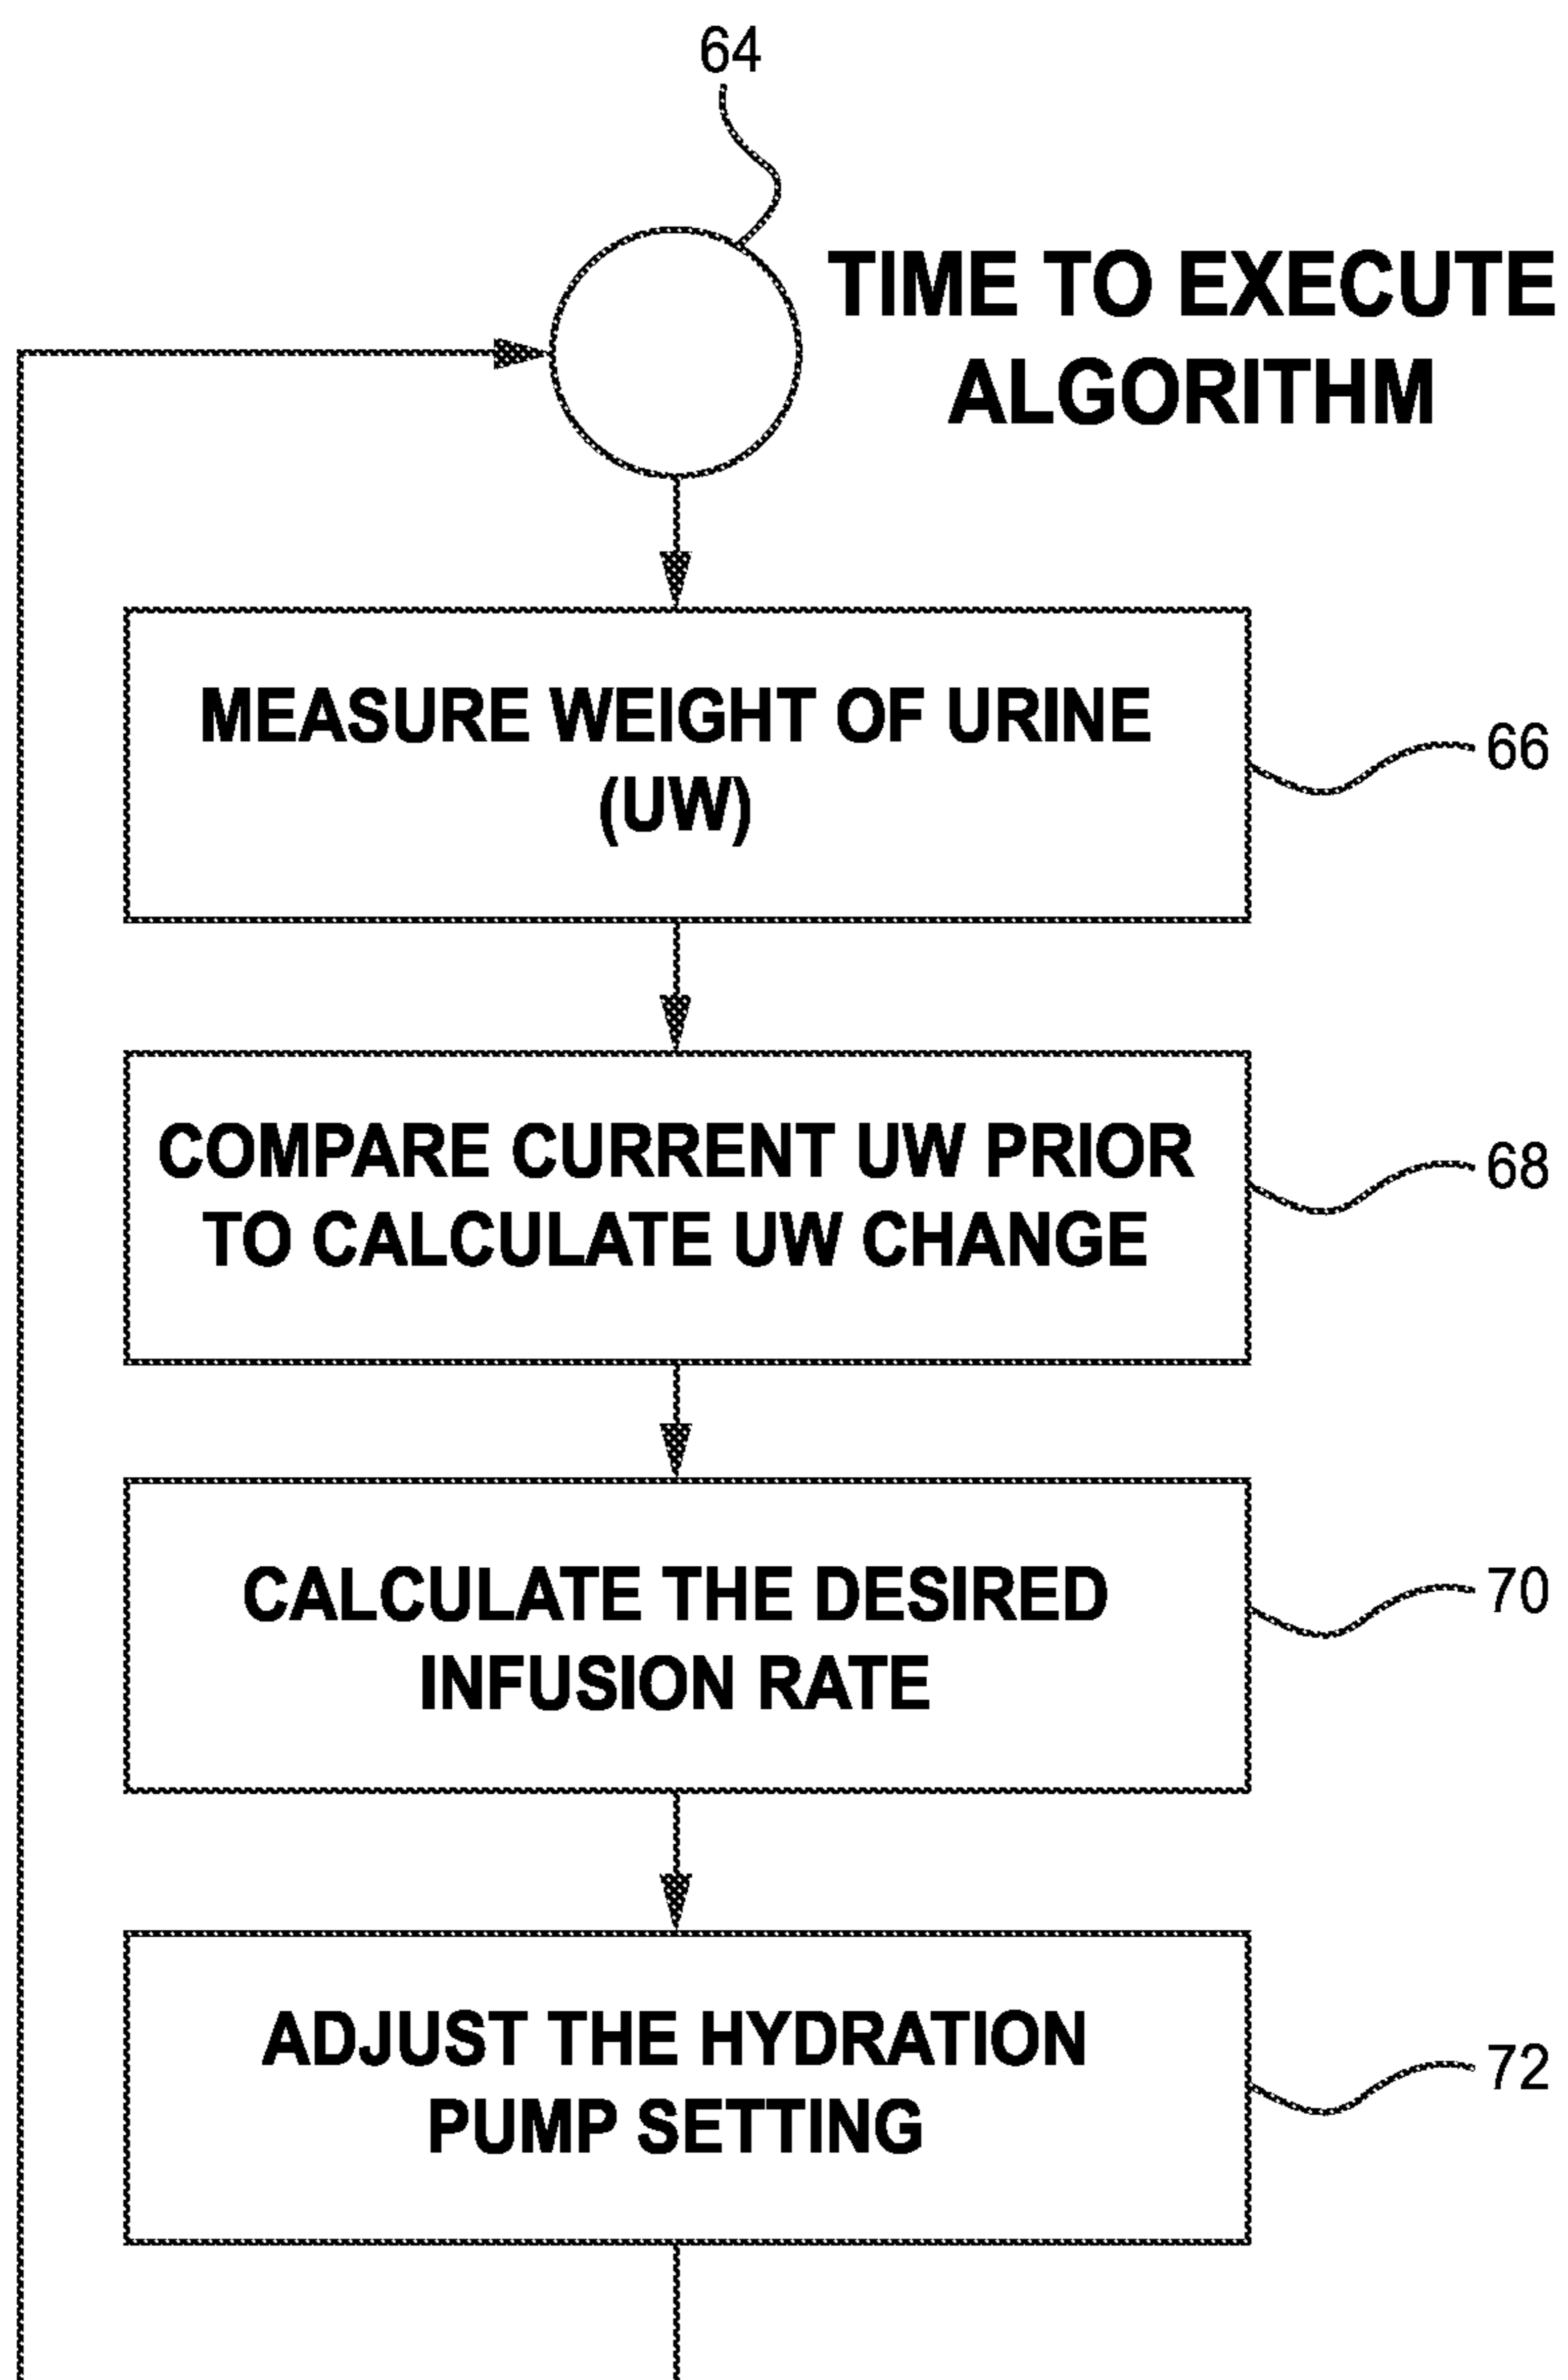 64
TIME TO EXECUTE
ALGORITHM
MEASURE WEIGHT OF URINE
(UW)
66
COMPARE CURRENT UW PRIOR
TO CALCULATE UW CHANGE
68
CALCULATE THE DESIRED
INFUSION RATE
70
ADJUST THE HYDRATION
PUMP SETTING
72